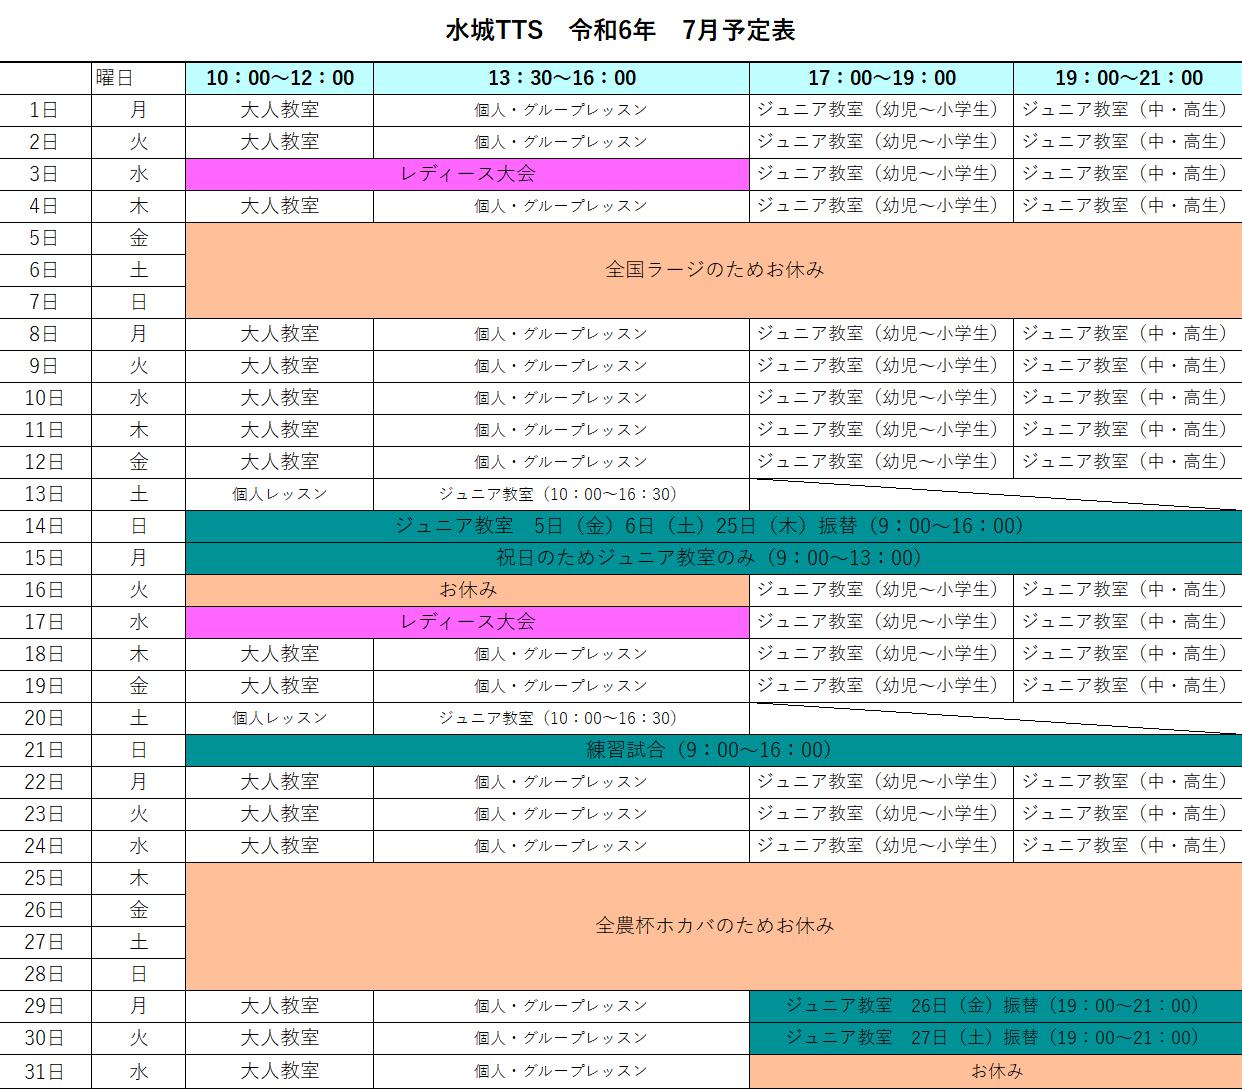 水城TTS　令和6年　7月予定表
曜日 10：00～12：00 13：30～16：00 17：00～19：00 19：00～21：00
1日 月 大人教室 個人・グループレッスン ジュニア教室（幼児～小学生） ジュニア教室（中・高生）
2日 火 大人教室 個人・グループレッスン ジュニア教室（幼児～小学生） ジュニア教室（中・高生）
3日 水 レディース大会 ジュニア教室（幼児～小学生） ジュニア教室（中・高生）
4日 木 大人教室 個人・グループレッスン ジュニア教室（幼児～小学生） ジュニア教室（中・高生）
5日 金
6日 土 全国ラージのためお休み
7日 日
8日 月 大人教室 個人・グループレッスン ジュニア教室（幼児～小学生） ジュニア教室（中・高生）
9日 火 大人教室 個人・グループレッスン ジュニア教室（幼児～小学生） ジュニア教室（中・高生）
10日 水 大人教室 個人・グループレッスン ジュニア教室（幼児～小学生） ジュニア教室（中・高生）
11日 木 大人教室 個人・グループレッスン ジュニア教室（幼児～小学生） ジュニア教室（中・高生）
12日 金 大人教室 個人・グループレッスン ジュニア教室（幼児～小学生） ジュニア教室（中・高生）
13日 土 個人レッスン ジュニア教室（10：00～16：30）
14日 日 ジュニア教室　5日（金）6日（土）25日（木）振替（9：00～16：00）
15日 月 祝日のためジュニア教室のみ（9：00～13：00）
16日 火 お休み ジュニア教室（幼児～小学生） ジュニア教室（中・高生）
17日 水 レディース大会 ジュニア教室（幼児～小学生） ジュニア教室（中・高生）
18日 木 大人教室 個人・グループレッスン ジュニア教室（幼児～小学生） ジュニア教室（中・高生）
19日 金 大人教室 個人・グループレッスン ジュニア教室（幼児～小学生） ジュニア教室（中・高生）
20日 土 個人レッスン ジュニア教室（10：00～16：30）
21日 日 練習試合（9：00～16：00）
22日 月 大人教室 個人・グループレッスン ジュニア教室（幼児～小学生） ジュニア教室（中・高生）
23日 火 大人教室 個人・グループレッスン ジュニア教室（幼児～小学生） ジュニア教室（中・高生）
24日 水 大人教室 個人・グループレッスン ジュニア教室（幼児～小学生） ジュニア教室（中・高生）
25日 木
26日 金
全農杯ホカバのためお休み
27日 土
28日 日
29日 月 大人教室 個人・グループレッスン ジュニア教室　26日（金）振替（19：00～21：00）
30日 火 大人教室 個人・グループレッスン ジュニア教室　27日（土）振替（19：00～21：00）
31日 水 大人教室 個人・グループレッスン お休み